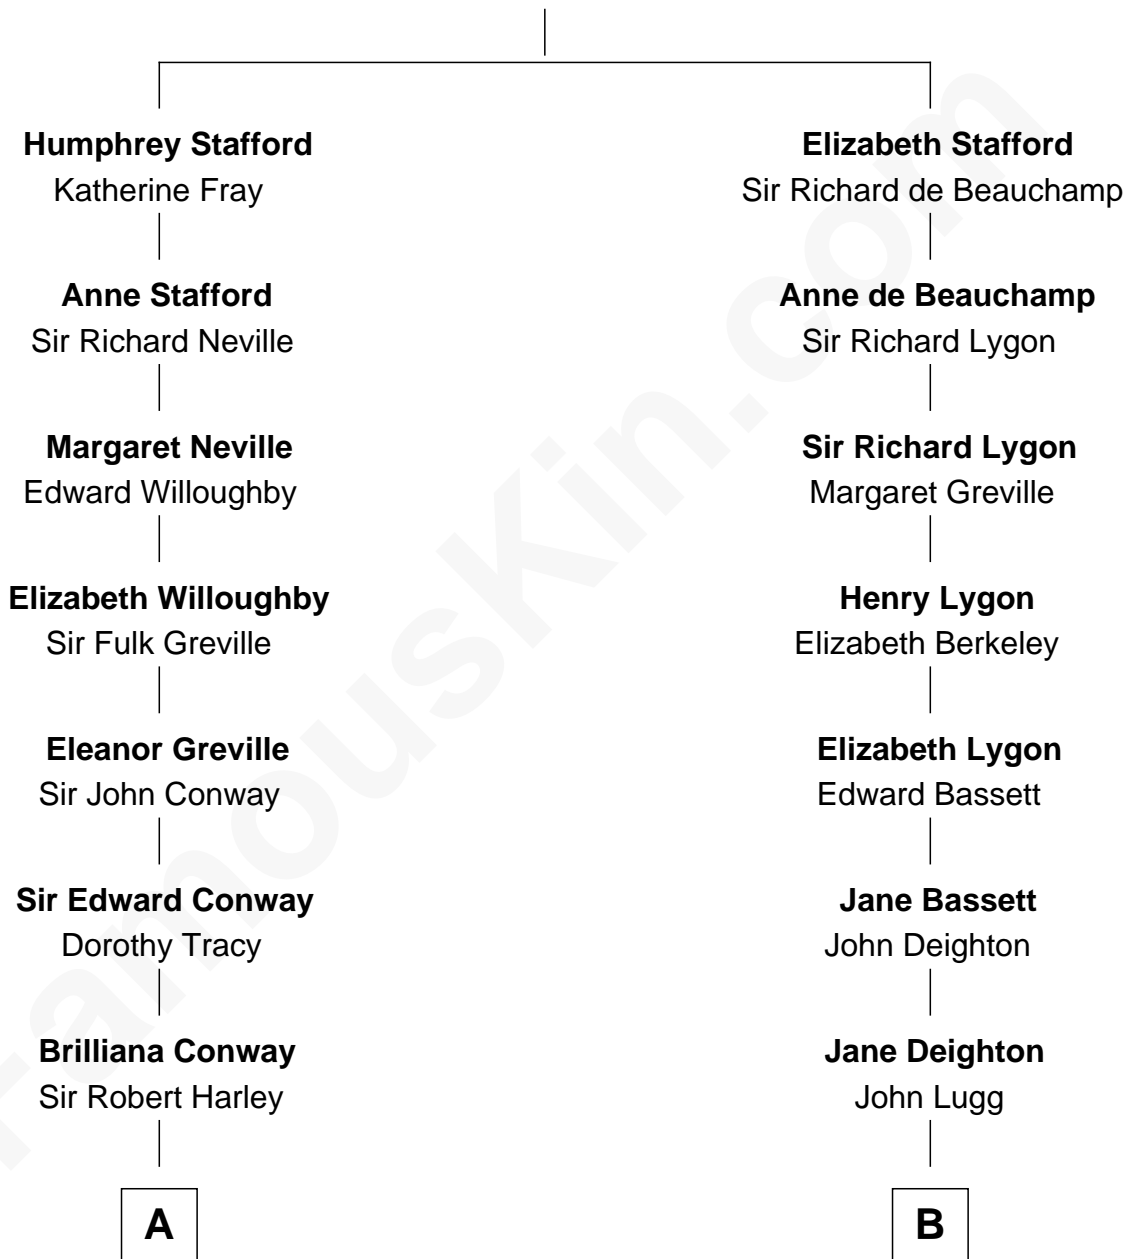 Humphrey Stafford
Katherine Fray
Anne Stafford
Sir Richard Neville
Margaret Neville
Edward Willoughby
Elizabeth Willoughby
Sir Fulk Greville
Eleanor Greville
Sir John Conway
Sir Edward Conway
Dorothy Tracy
Brilliana Conway
Sir Robert Harley
A
Elizabeth Stafford
Sir Richard de Beauchamp
Anne de Beauchamp
Sir Richard Lygon
Sir Richard Lygon
Margaret Greville
Henry Lygon
Elizabeth Berkeley
Elizabeth Lygon
Edward Bassett
Jane Bassett
John Deighton
Jane Deighton
John Lugg
B
FamousKin.com